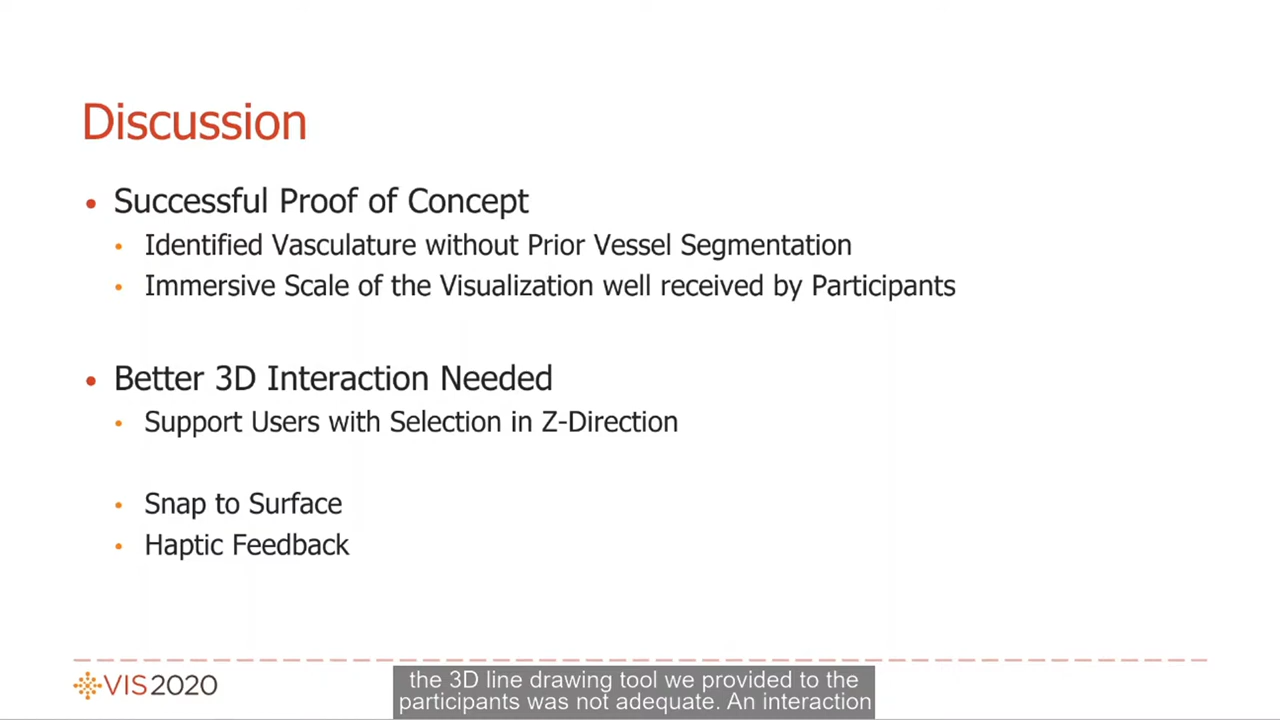 Discussion
• Successful Proof of Concept
• Identified Vasculature without Prior Vessel Segmentation
• Immersive Scale of the Visualization well received by Participants
• Better 3D Interaction Needed
• Support Users with Selection in Z-Direction
• Snap to Surface
• Haptic Feedback
VIS2020
the 3D line drawing tool we provided to the
participants was not adequate. An interaction